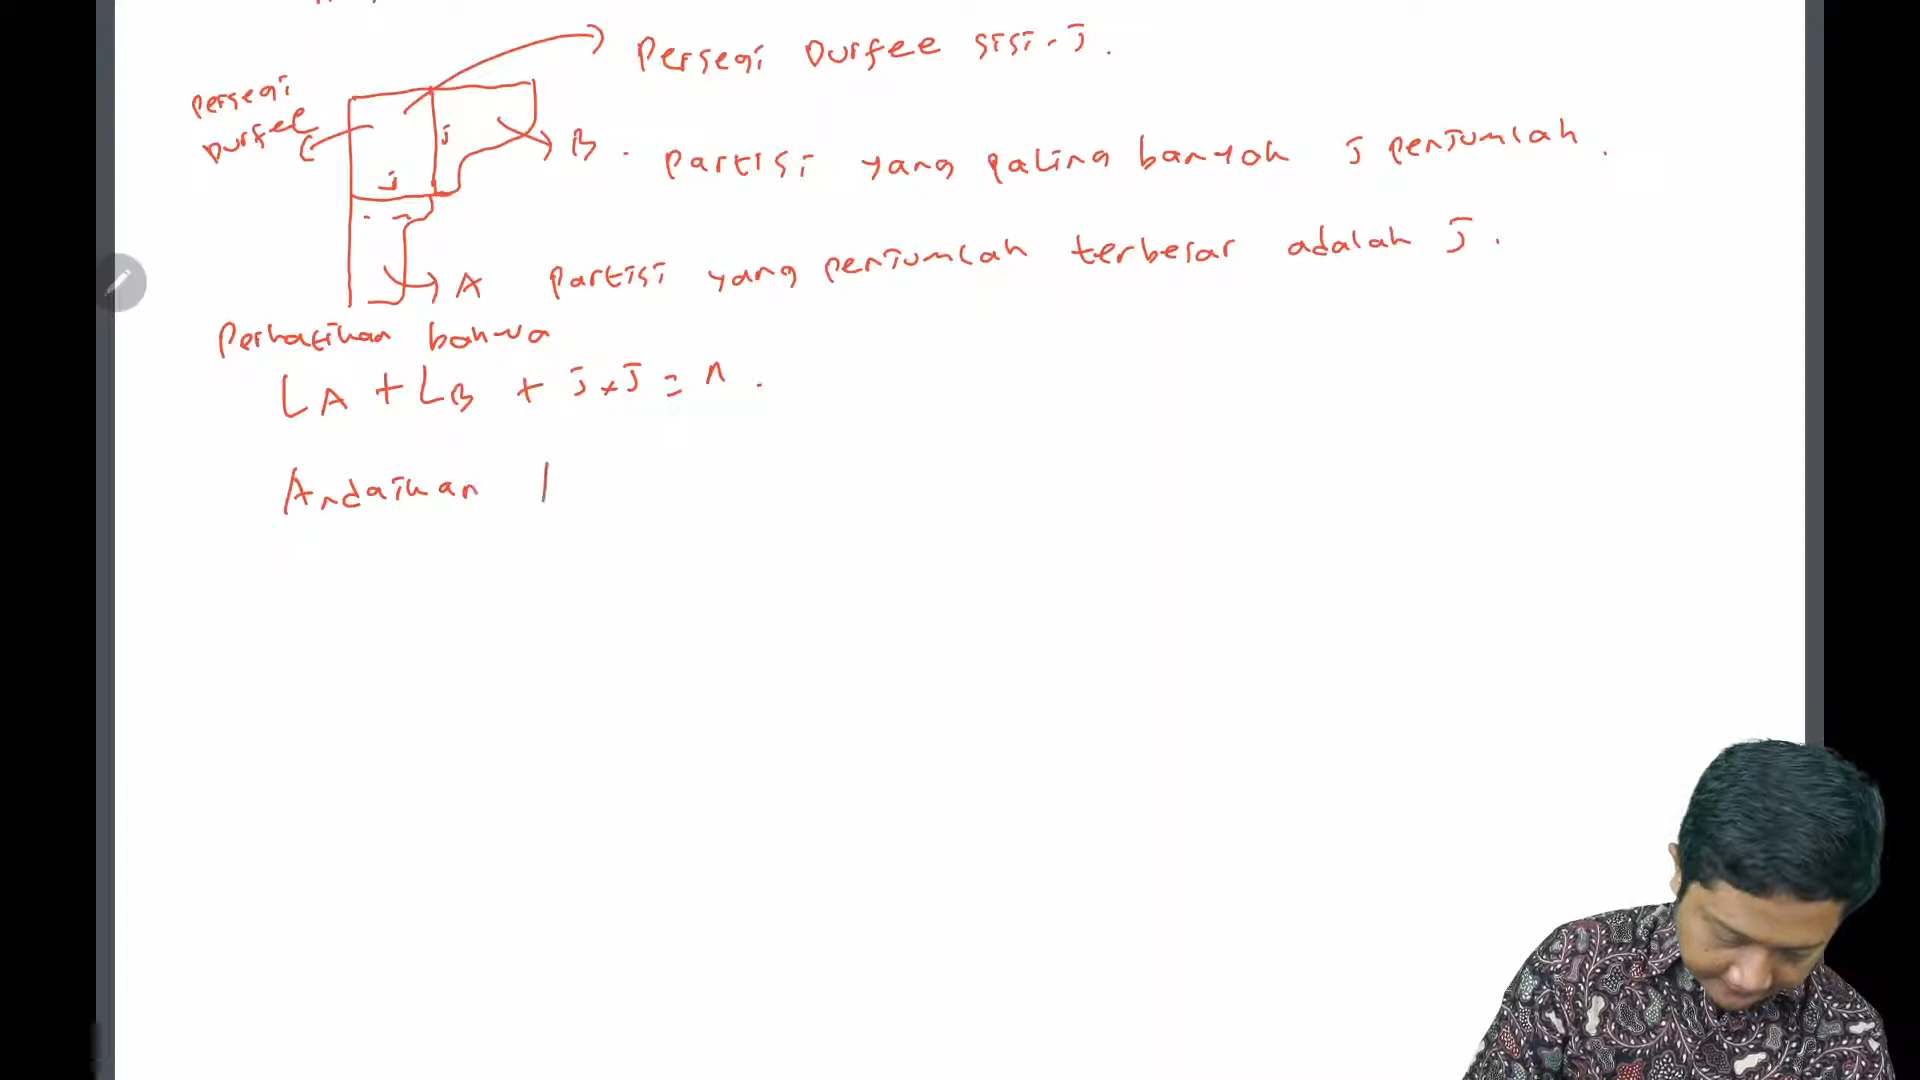 Persegi Durfee sisi-j.
Persegi
Durfee
j
j
B. Partisi yang paling banyak j penjumlah.
A Partisi yang penjumlah terbesar adalah j.
Perhatikan bahwa
LA + LB + j×j = n.
Andaikan |